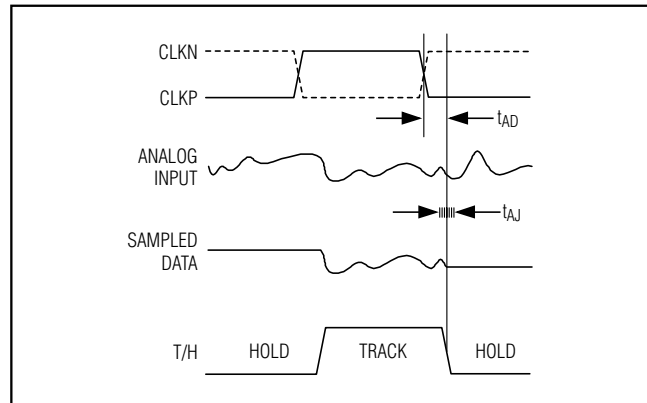 CLKN
CLKP
tAD
ANALOG
INPUT
tAJ
SAMPLED
DATA
T/H
HOLD
TRACK
HOLD